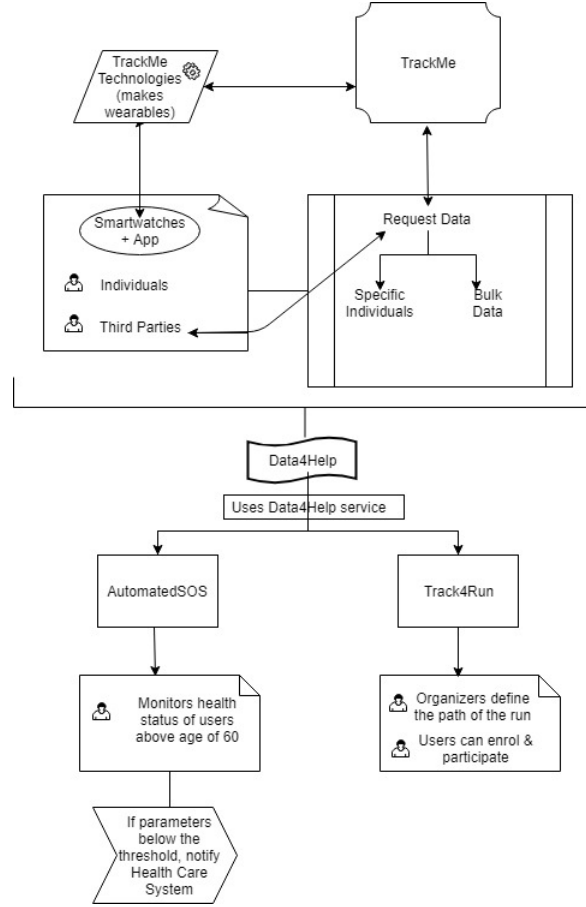 TrackMe
Technologies
(makes
wearables)
TrackMe
Smartwatches
+ App
Individuals
Third Parties
Request Data
Specific
Individuals
Bulk
Data
Data4Help
Uses Data4Help service
AutomatedSOS
Track4Run
Monitors health
status of users
above age of 60
Organizers define
the path of the run
Users can enrol &
participate
If parameters
below the
threshold, notify
Health Care
System